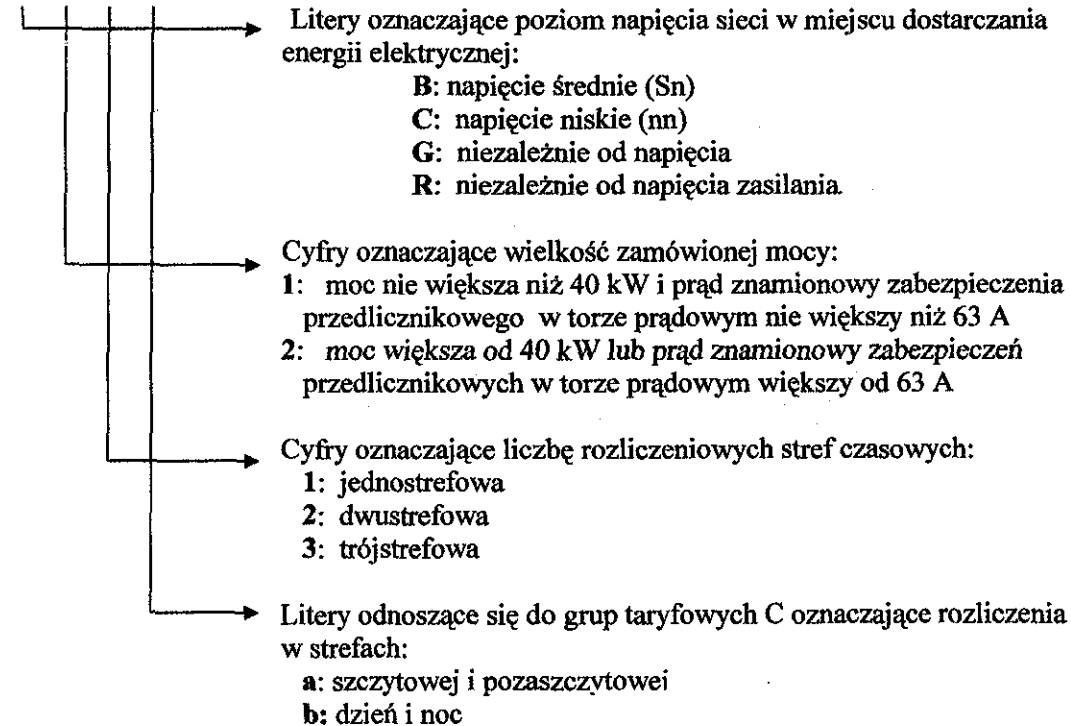 Litery oznaczające poziom napięcia sieci w miejscu dostarczania
energii elektrycznej:
B: napięcie średnie (Sn)
C: napięcie niskie (nn)
G: niezależnie od napięcia
R: niezależnie od napięcia zasilania
Cyfry oznaczające wielkość zamówionej mocy:
1: moc nie większa niż 40 kW i prąd znamionowy zabezpieczenia
przedlicznikowego w torze prądowym nie większy niż 63 A
2: moc większa od 40 kW lub prąd znamionowy zabezpieczeń
przedlicznikowych w torze prądowym większy od 63 A
Cyfry oznaczające liczbę rozliczeniowych stref czasowych:
1: jednostrefowa
2: dwustrefowa
3: trójstrefowa
Litery odnoszące się do grup taryfowych C oznaczające rozliczenia
w strefach:
a: szczytowej i pozaszczytowej
b: dzień i noc